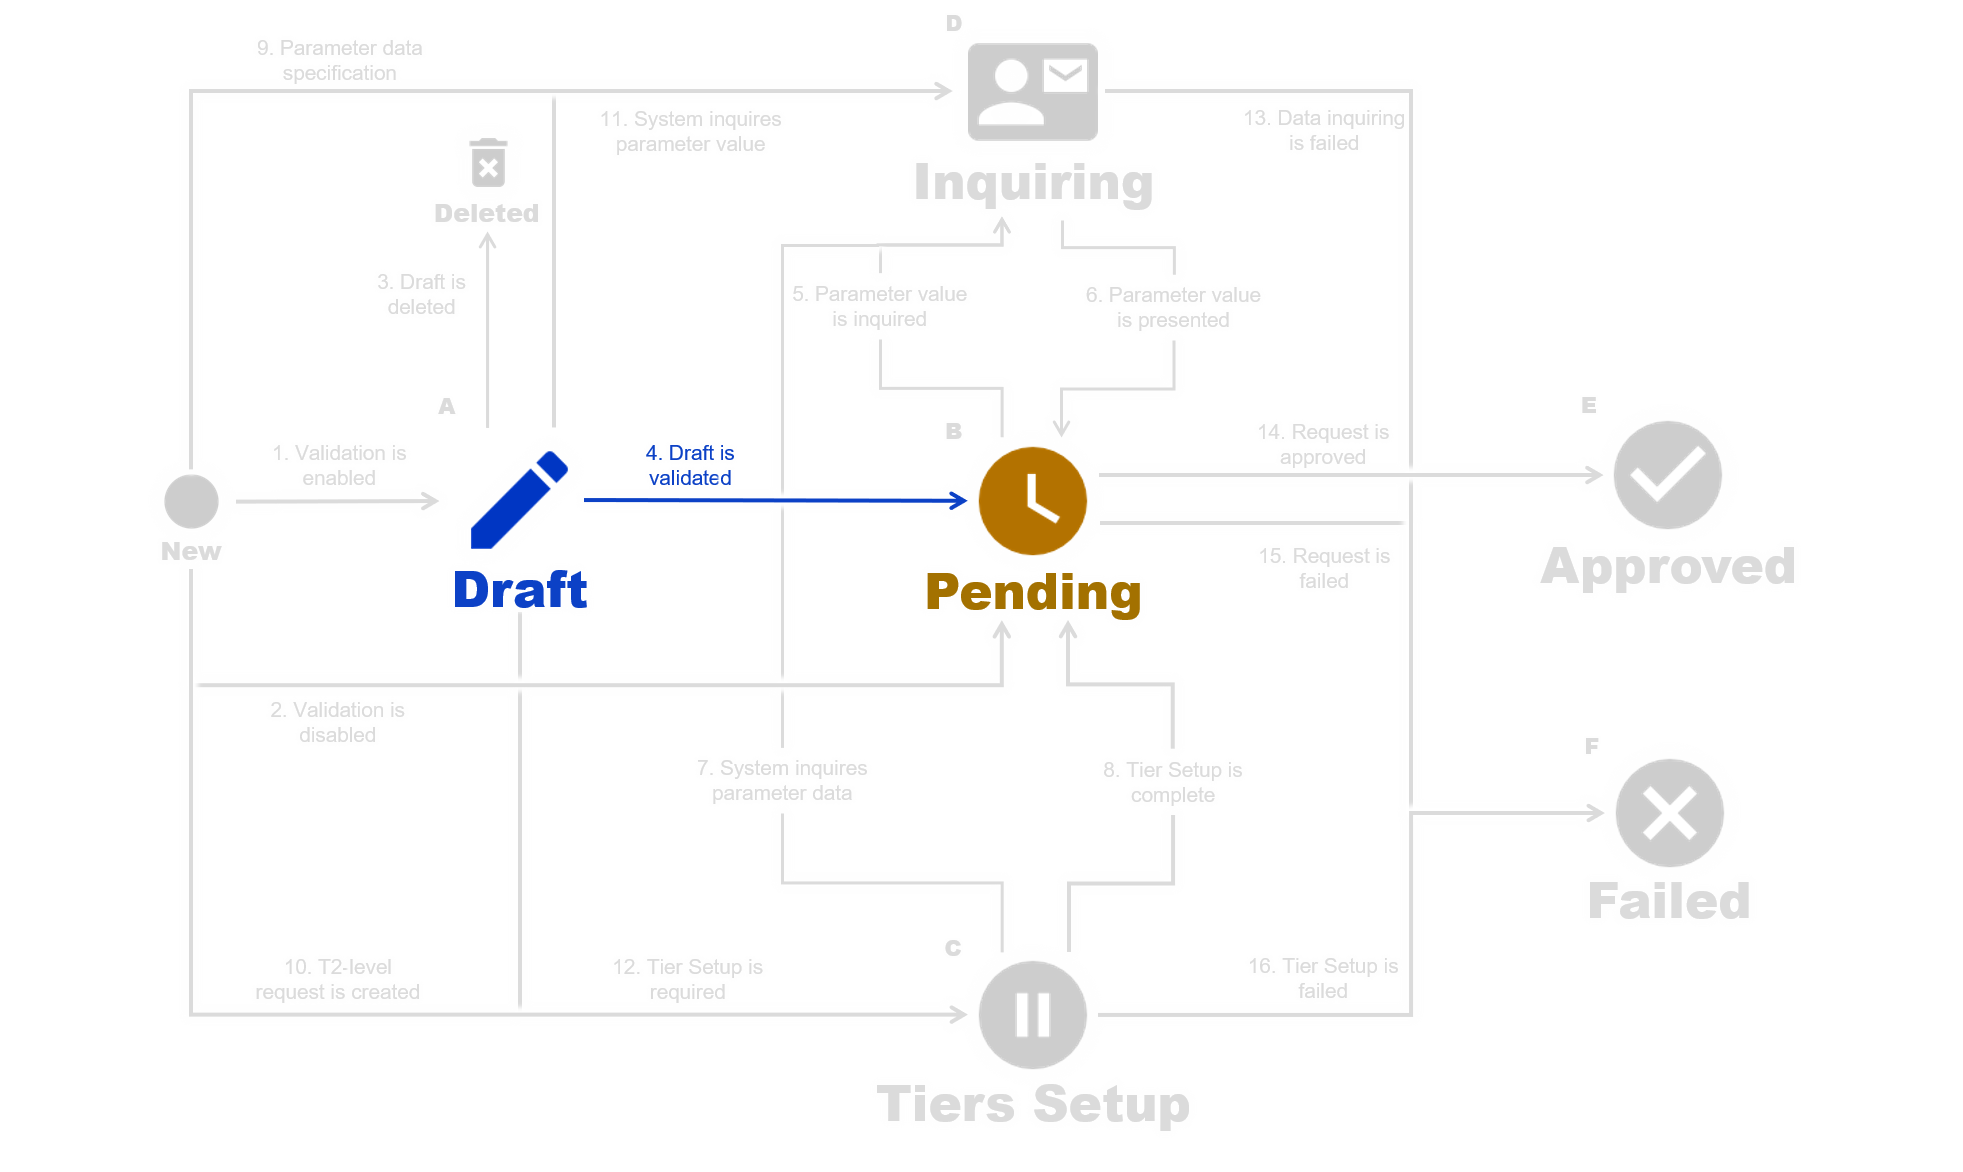 D
9. Parameter data
specification
11. System inquires
parameter value
13. Data inquiring
is failed
Inquiring
Deleted
3. Draft is
deleted
5. Parameter value
is inquired
6. Parameter value
is presented
A
B
E
1. Validation is
enabled
4. Draft is
validated
14. Request is
approved
New
Draft
Pending
15. Request is
failed
Approved
2. Validation is
disabled
7. System inquires
parameter data
8. Tier Setup is
complete
F
Failed
C
10. T2-level
request is created
12. Tier Setup is
required
16. Tier Setup is
failed
Tiers Setup